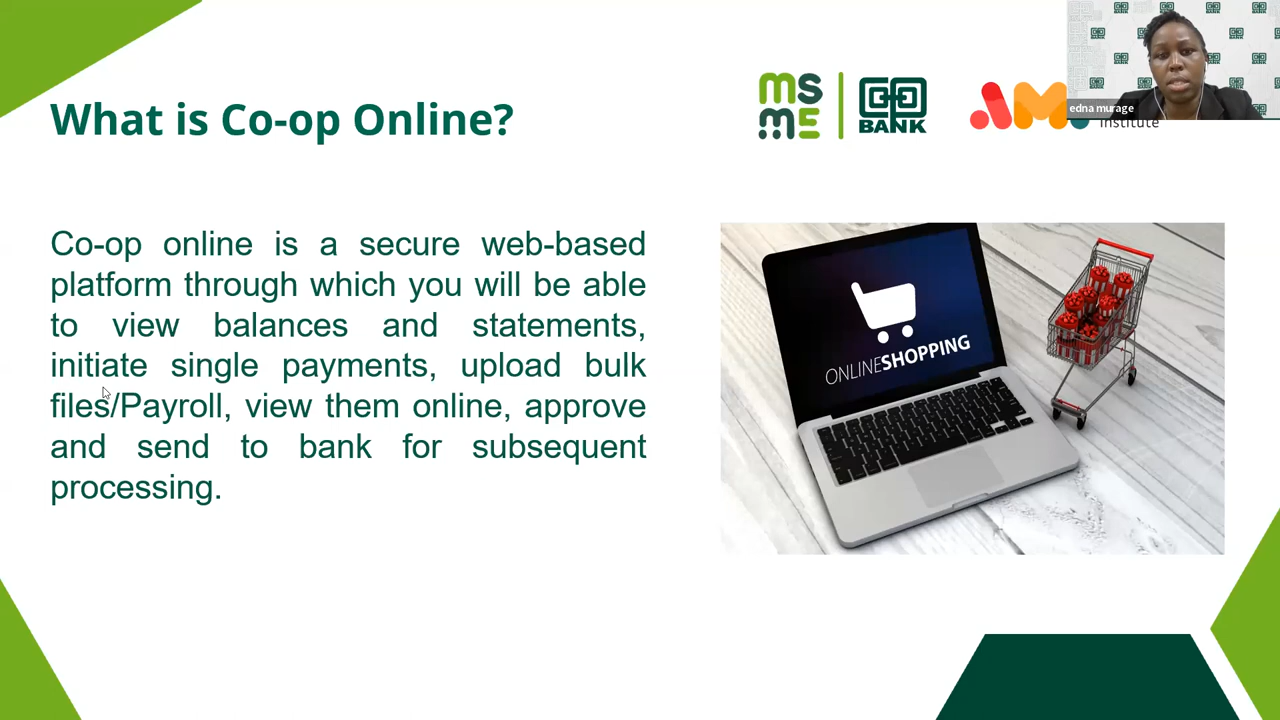 What is Co-op Online?
MS
ME
BANK
edna murage
Institute
Co-op online is a secure web-based
platform through which you will be able
to view balances and statements,
initiate single payments, upload bulk
files/Payroll, view them online, approve
and send to bank for subsequent
processing.
ONLINESHOPPING